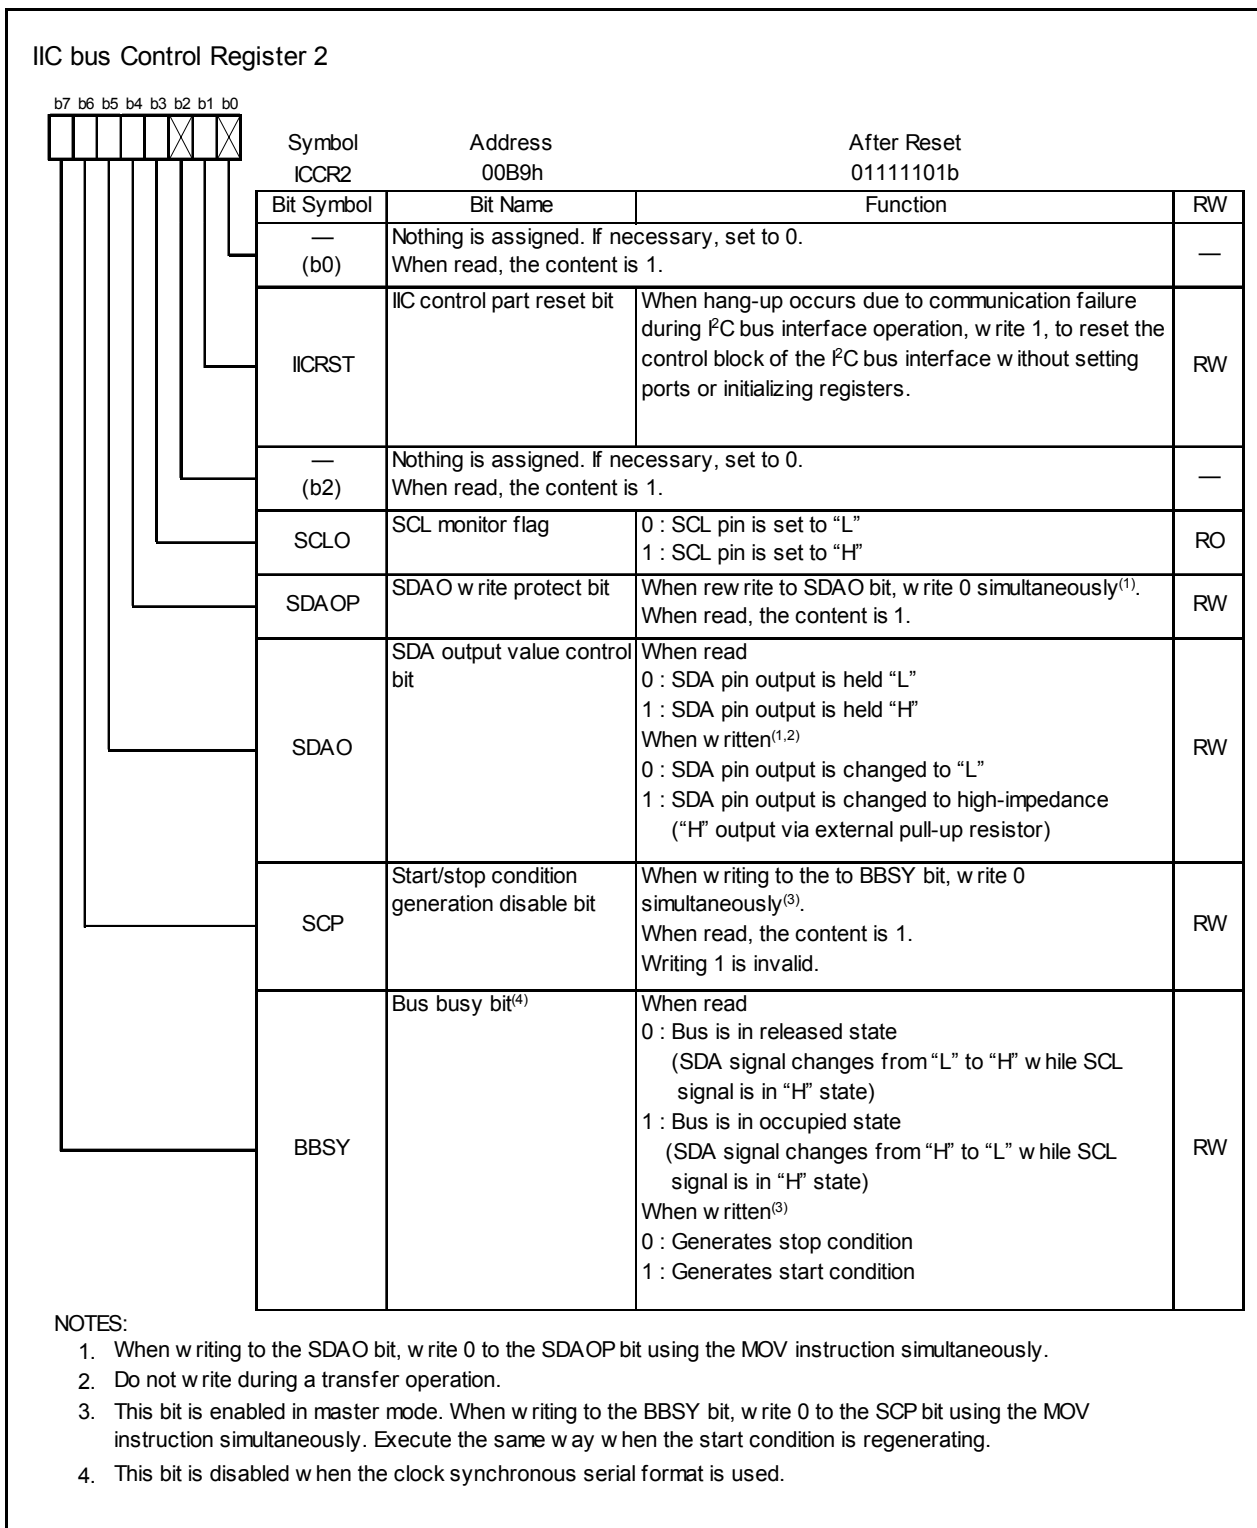 IIC bus Control Register 2
b7 b6 b5 b4 b3 b2 b1 b0
Symbol Address After Reset
ICCR2 00B9h 01111101b
Bit Symbol Bit Name Function RW
—
(b0)
Nothing is assigned. If necessary, set to 0.
When read, the content is 1.
—
IICRST
IIC control part reset bit
When hang-up occurs due to communication failure
during I²C bus interface operation, write 1, to reset the
control block of the I²C bus interface without setting
ports or initializing registers.
RW
—
(b2)
Nothing is assigned. If necessary, set to 0.
When read, the content is 1.
—
SCLO
SCL monitor flag
0 : SCL pin is set to “L”
1 : SCL pin is set to “H”
RO
SDAOP
SDAO write protect bit
When rewrite to SDAO bit, write 0 simultaneously(1).
When read, the content is 1.
RW
SDAO
SDA output value control
bit
When read
0 : SDA pin output is held “L”
1 : SDA pin output is held “H”
When written(1,2)
0 : SDA pin output is changed to “L”
1 : SDA pin output is changed to high-impedance
(“H” output via external pull-up resistor)
RW
SCP
Start/stop condition
generation disable bit
When writing to the to BBSY bit, write 0
simultaneously(3).
When read, the content is 1.
Writing 1 is invalid.
RW
BBSY
Bus busy bit(4)
When read
0 : Bus is in released state
(SDA signal changes from “L” to “H” while SCL
signal is in “H” state)
1 : Bus is in occupied state
(SDA signal changes from “H” to “L” while SCL
signal is in “H” state)
When written(3)
0 : Generates stop condition
1 : Generates start condition
RW
NOTES:
1. When writing to the SDAO bit, write 0 to the SDAOP bit using the MOV instruction simultaneously.
2. Do not write during a transfer operation.
3. This bit is enabled in master mode. When writing to the BBSY bit, write 0 to the SCP bit using the MOV
instruction simultaneously. Execute the same way when the start condition is regenerating.
4. This bit is disabled when the clock synchronous serial format is used.